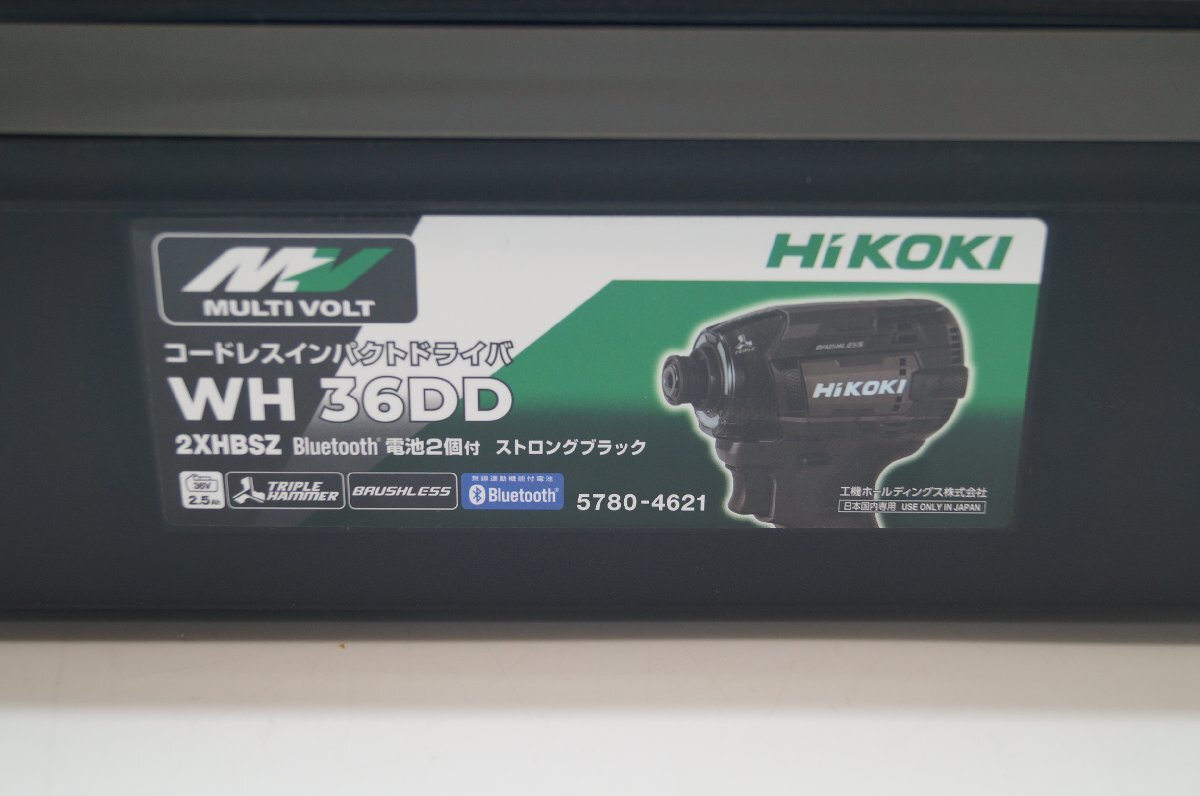 MV
MULTI VOLT
HiKOKI
コードレスインパクトドライバ
WH 36DD
2XHBSZ Bluetooth® 電池2個付 ストロングブラック
36V
2.5Ah
TRIPLE
HAMMER
BRUSHLESS
無線連動機能付電池
Bluetooth®
5780-4621
BRUSHLESS
TRIPLE
HiKOKI
工機ホールディングス株式会社
日本国内専用 USE ONLY IN JAPAN